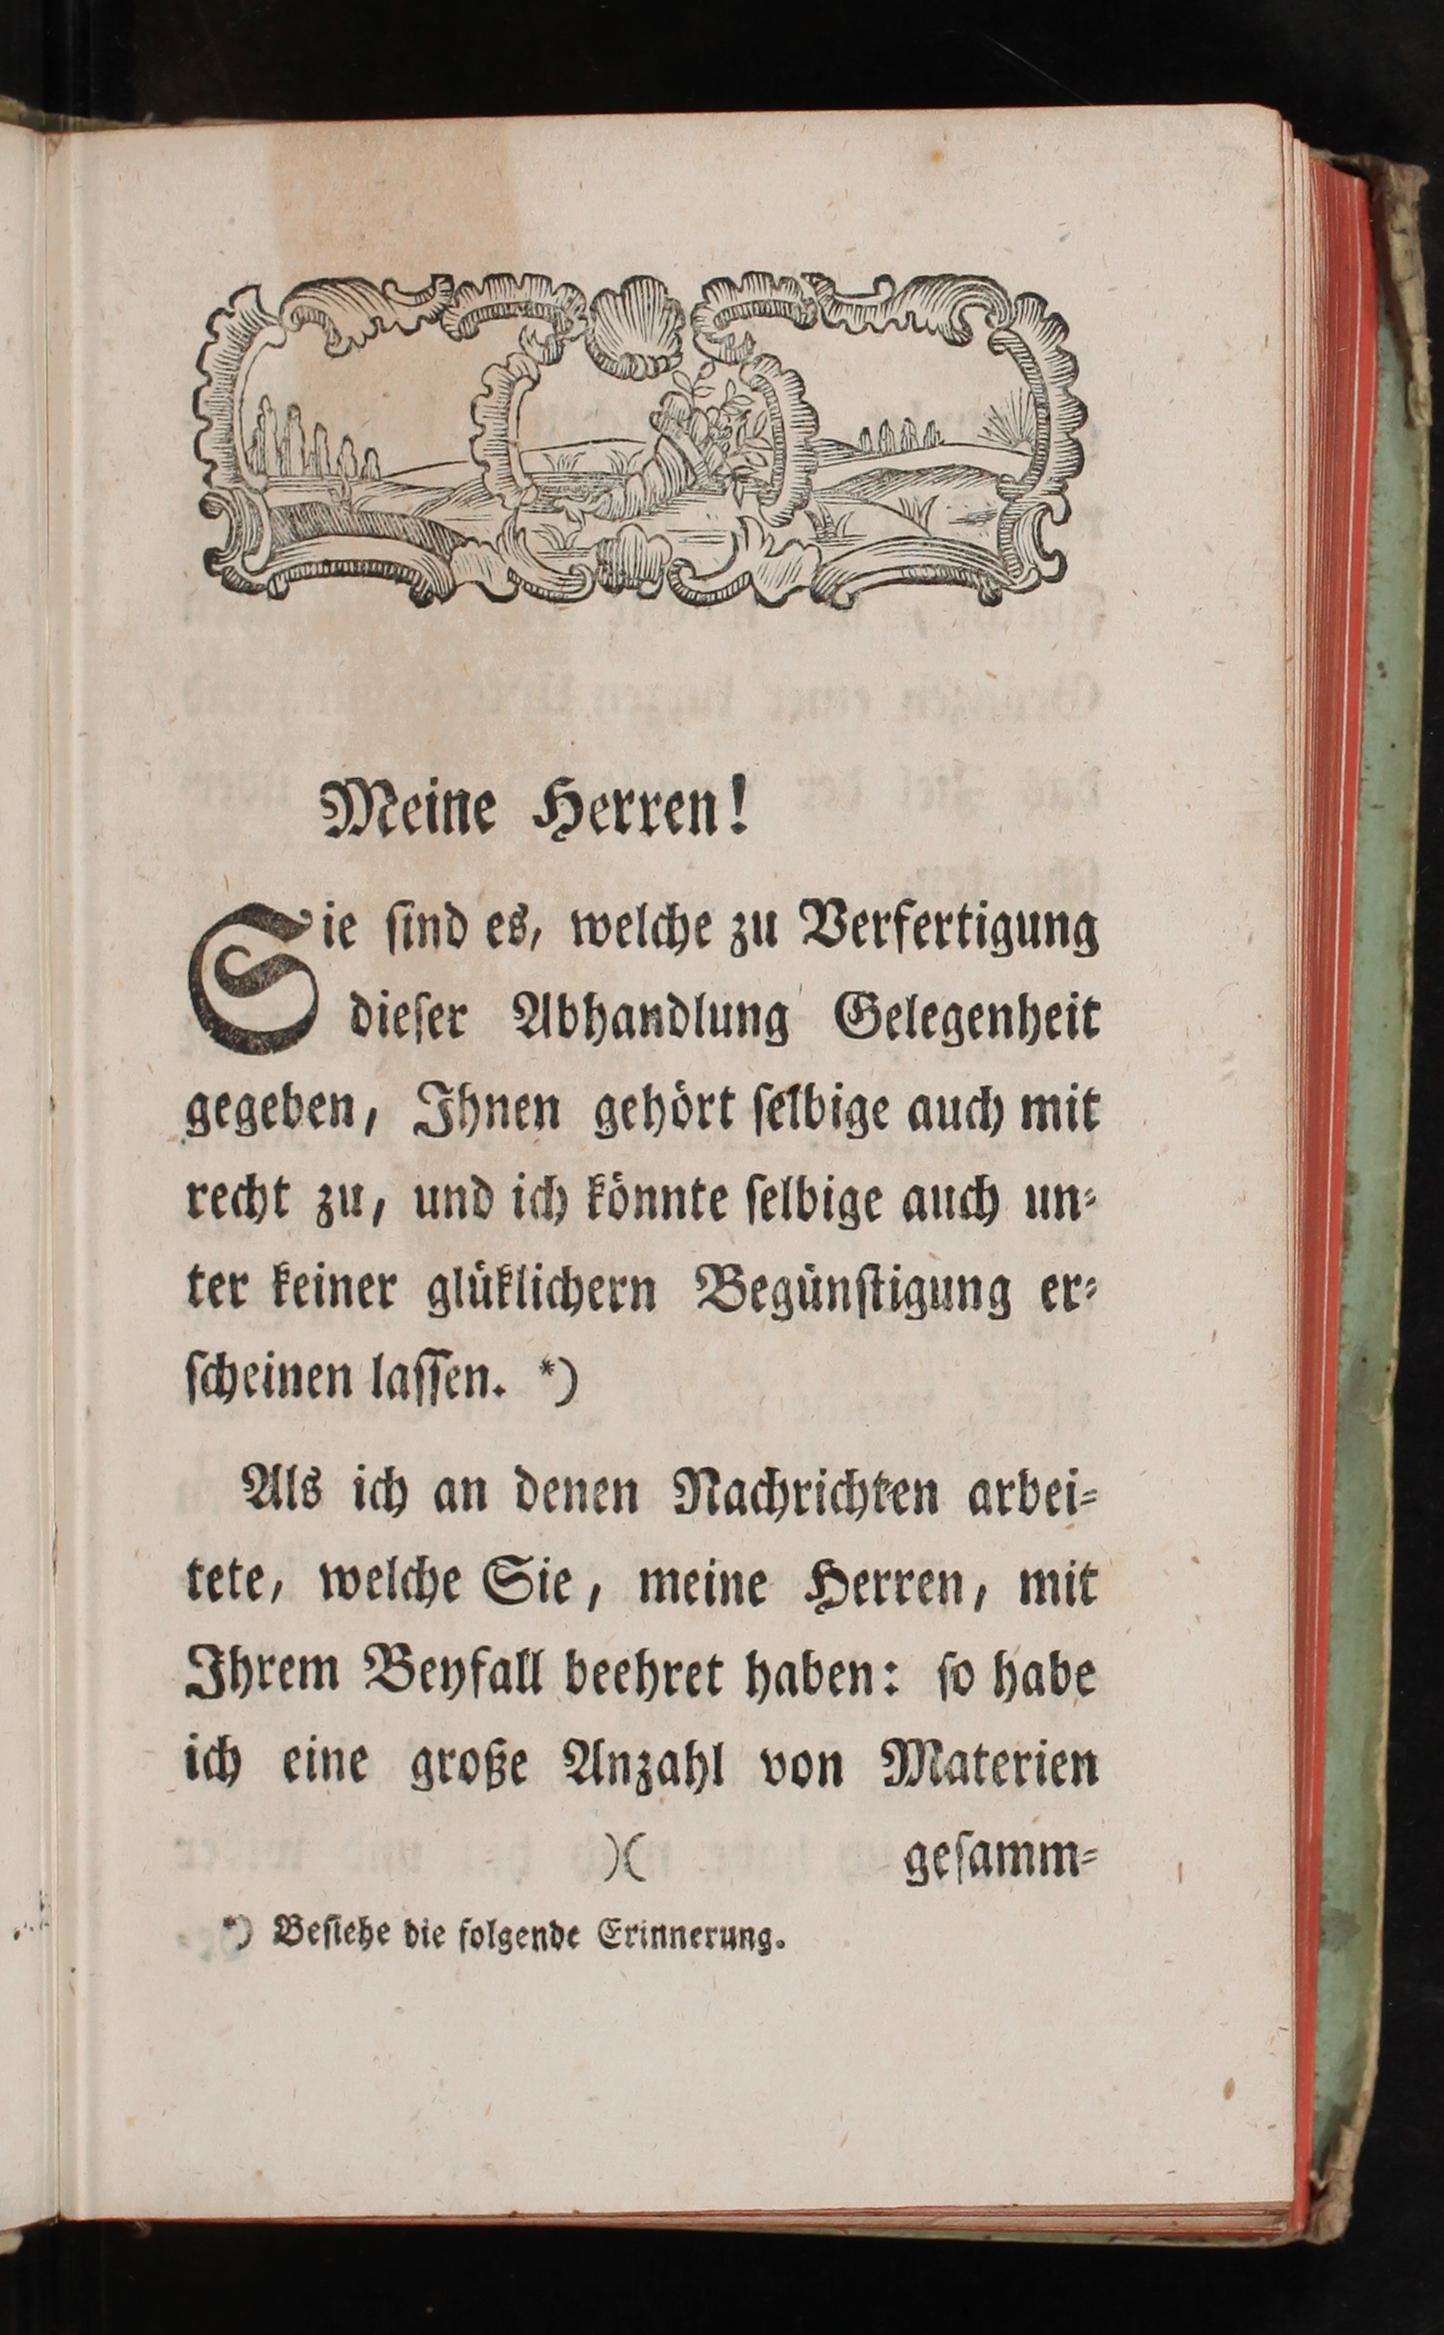 Meine Herren!
Sie ſind es, welche zu Verfertigung
dieſer Abhandlung Gelegenheit
gegeben, Ihnen gehört ſelbige auch mit
recht zu, und ich könnte ſelbige auch un⸗
ter keiner glüklichern Begünſtigung er⸗
ſcheinen laſſen. *)
Als ich an denen Nachrichten arbei⸗
tete, welche Sie, meine Herren, mit
Ihrem Beyfall beehret haben: ſo habe
ich eine große Anzahl von Materien
)( geſamm⸗
*) Beſiehe die folgende Erinnerung.